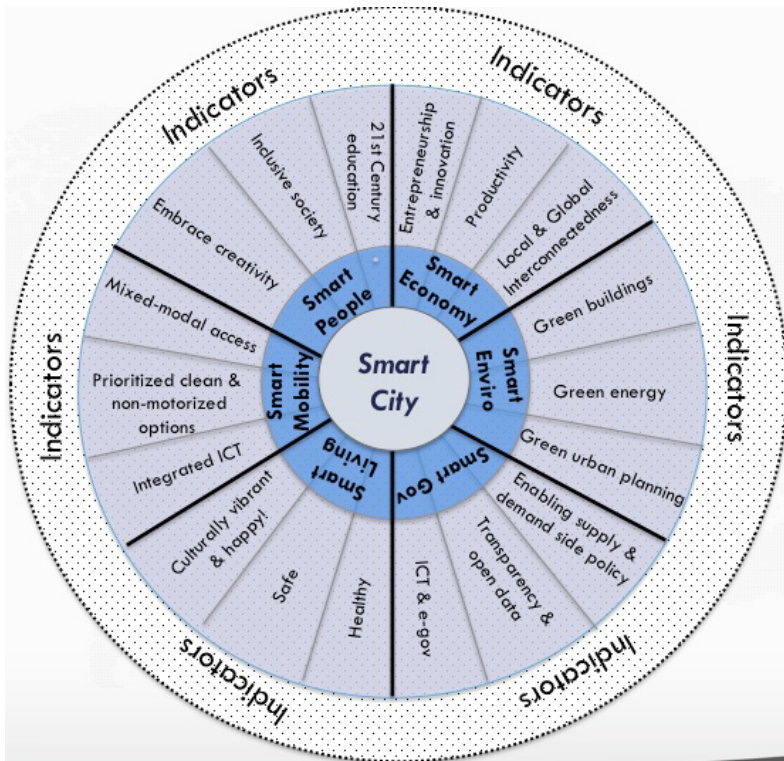 Smart
City
Smart
People
Smart
Economy
Smart
Enviro
Smart Gov
Smart
Living
Smart
Mobility
21st Century
education
Inclusive society
Embrace creativity
Entrepreneurship
& innovation
Productivity
Local & Global
Interconnectedness
Green buildings
Green energy
Green urban planning
Enabling supply &
demand side policy
Transparency &
open data
ICT & e-gov
Healthy
Safe
Culturally vibrant
& happy!
Integrated ICT
Prioritized clean &
non-motorized
options
Mixed-modal access
Indicators
Indicators
Indicators
Indicators
Indicators
Indicators